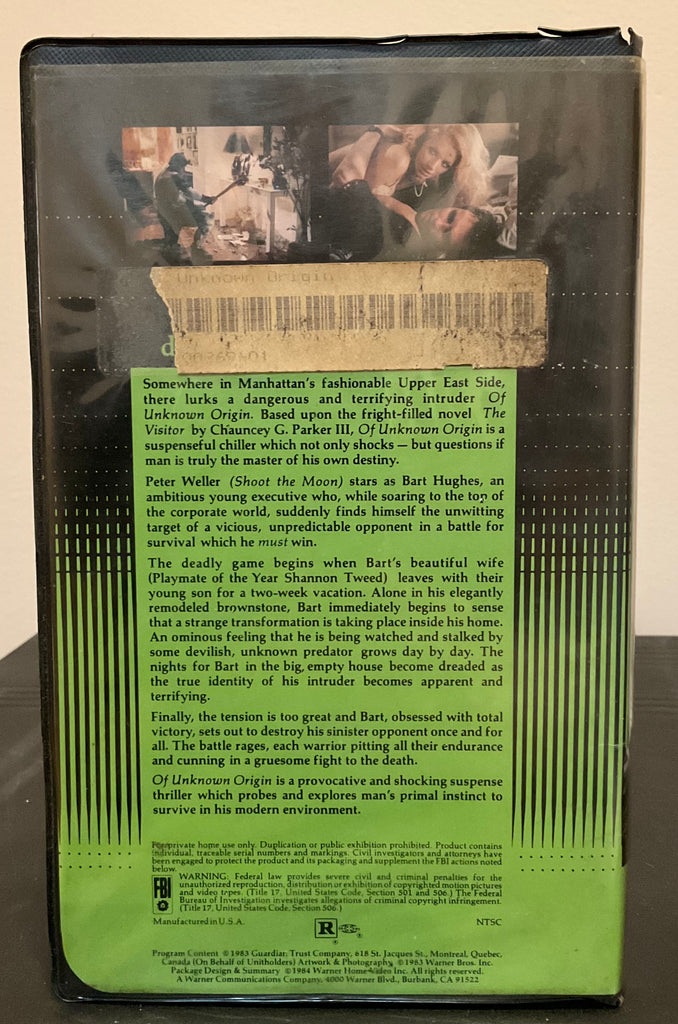 Unknown Origin
00369401
d
Somewhere in Manhattan's fashionable Upper East Side,
there lurks a dangerous and terrifying intruder Of
Unknown Origin. Based upon the fright-filled novel The
Visitor by Chauncey G. Parker III, Of Unknown Origin is a
suspenseful chiller which not only shocks — but questions if
man is truly the master of his own destiny.
Peter Weller (Shoot the Moon) stars as Bart Hughes, an
ambitious young executive who, while soaring to the top of
the corporate world, suddenly finds himself the unwitting
target of a vicious, unpredictable opponent in a battle for
survival which he must win.
The deadly game begins when Bart's beautiful wife
(Playmate of the Year Shannon Tweed) leaves with their
young son for a two-week vacation. Alone in his elegantly
remodeled brownstone, Bart immediately begins to sense
that a strange transformation is taking place inside his home.
An ominous feeling that he is being watched and stalked by
some devilish, unknown predator grows day by day. The
nights for Bart in the big, empty house become dreaded as
the true identity of his intruder becomes apparent and
terrifying.
Finally, the tension is too great and Bart, obsessed with total
victory, sets out to destroy his sinister opponent once and for
all. The battle rages, each warrior pitting all their endurance
and cunning in a gruesome fight to the death.
Of Unknown Origin is a provocative and shocking suspense
thriller which probes and explores man's primal instinct to
survive in his modern environment.
For private home use only. Duplication or public exhibition prohibited. Product contains
individual, traceable serial numbers and markings. Civil investigators and attorneys have
been engaged to protect the product and its packaging and supplement the FBI actions noted
below.
FBI
WARNING: Federal law provides severe civil and criminal penalties for the
unauthorized reproduction, distribution or exhibition of copyrighted motion pictures
and video types. (Title 17, United States Code, Section 501 and 506.) The Federal
Bureau of Investigation investigates allegations of criminal copyright infringement.
(Title 17, United States Code, Section 506.)
Manufactured in U.S.A.
R
NTSC
Program Content ©1983 Guardian Trust Company, 618 St. Jacques St., Montreal, Quebec,
Canada (On Behalf of Unitholders) Artwork & Photography ©1983 Warner Bros. Inc.
Package Design & Summary ©1984 Warner Home Video Inc. All rights reserved.
A Warner Communications Company, 4000 Warner Blvd., Burbank, CA 91522